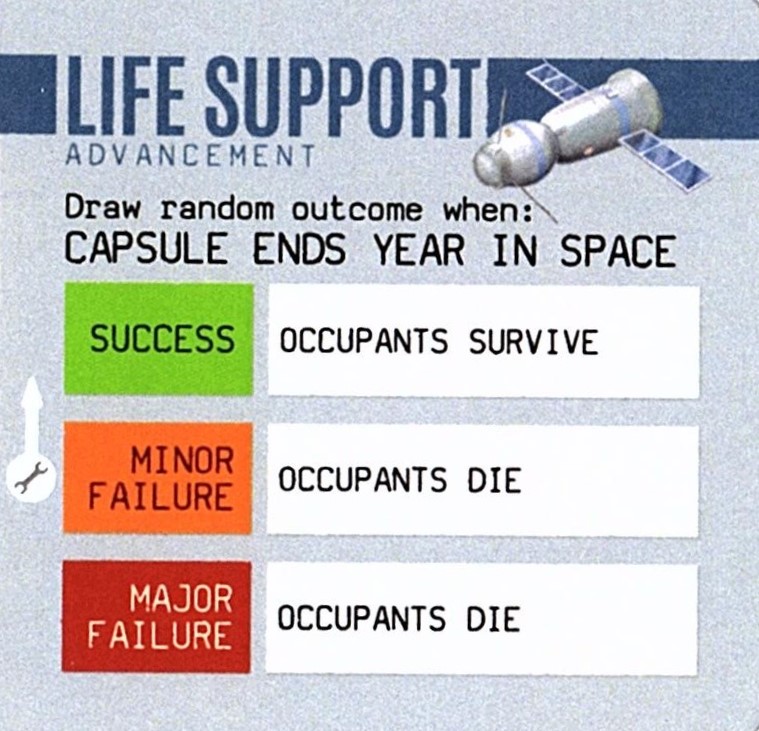 LIFE SUPPORT
ADVANCEMENT
Draw random outcome when:
CAPSULE ENDS YEAR IN SPACE
SUCCESS
OCCUPANTS SURVIVE
MINOR
FAILURE
OCCUPANTS DIE
MAJOR
FAILURE
OCCUPANTS DIE